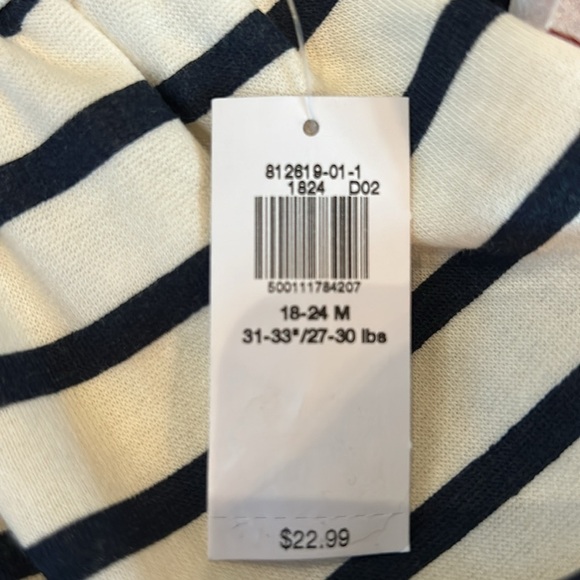 812619-01-1
1824 D02
500111784207
18-24 M
31-33"/27-30 lbs
$22.99